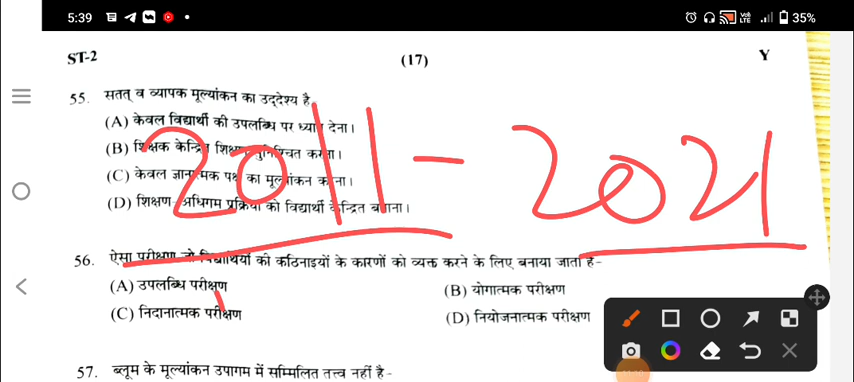 5:39 35%
ST-2 (17) Y
55. सतत् व व्यापक मूल्यांकन का उद्देश्य है,
(A) केवल विद्यार्थी की उपलब्धि पर ध्यान देना।
(B) शिक्षक केन्द्रित शिक्षण सुनिश्चित करना।
(C) केवल ज्ञानात्मक पक्ष का मूल्यांकन करना।
(D) शिक्षण-अधिगम प्रक्रिया को विद्यार्थी केन्द्रित बनाना।
2011 - 2021
56. ऐसा परीक्षण जो विद्यार्थियों की कठिनाइयों के कारणों को व्यक्त करने के लिए बनाया जाता है-
(A) उपलब्धि परीक्षण (B) योगात्मक परीक्षण
(C) निदानात्मक परीक्षण (D) नियोजनात्मक परीक्षण
57. ब्लूम के मूल्यांकन उपागम में सम्मिलित तत्त्व नहीं है-